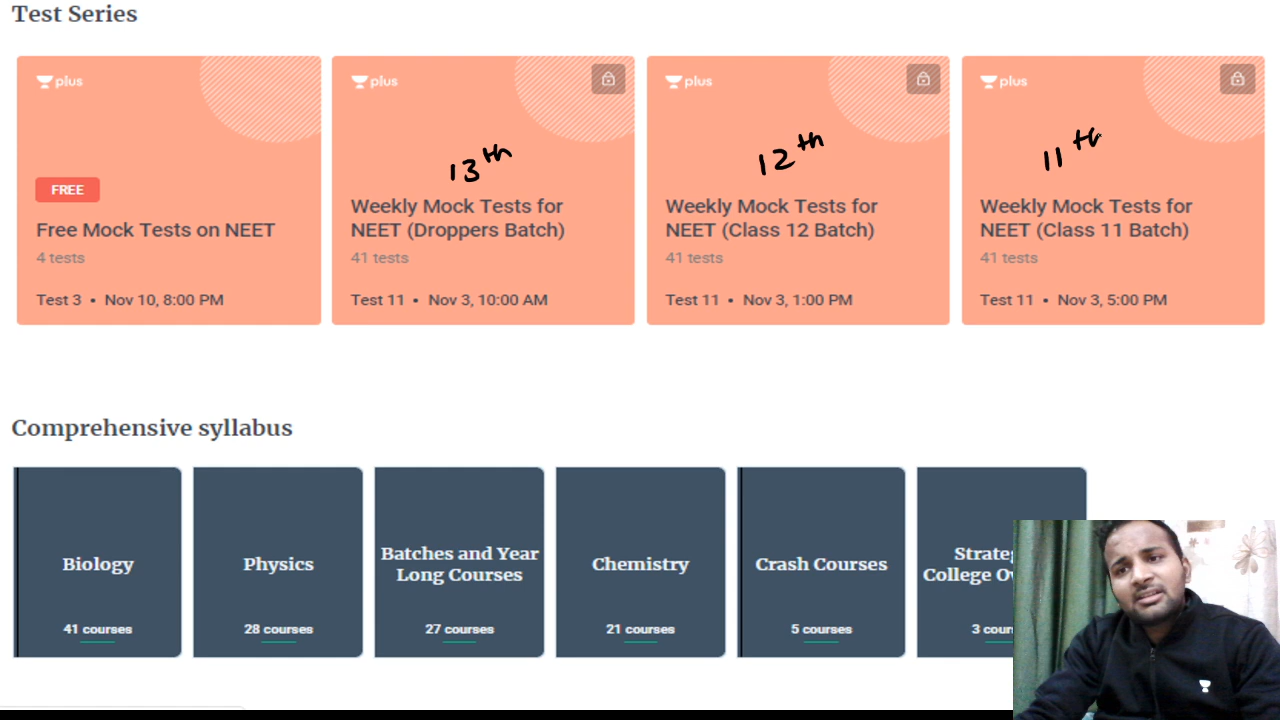 Test Series
plus
FREE
Free Mock Tests on NEET
4 tests
Test 3 • Nov 10, 8:00 PM
plus
13th
Weekly Mock Tests for
NEET (Droppers Batch)
41 tests
Test 11 • Nov 3, 10:00 AM
plus
12th
Weekly Mock Tests for
NEET (Class 12 Batch)
41 tests
Test 11 • Nov 3, 1:00 PM
plus
11th
Weekly Mock Tests for
NEET (Class 11 Batch)
41 tests
Test 11 • Nov 3, 5:00 PM
Comprehensive syllabus
Biology
41 courses
Physics
28 courses
Batches and Year
Long Courses
27 courses
Chemistry
21 courses
Crash Courses
5 courses
College
3